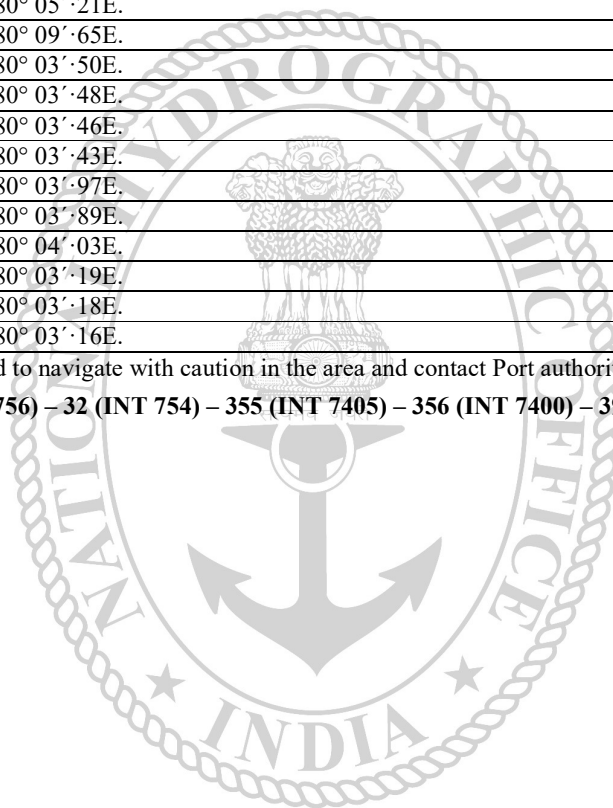 80° 05´·21E.
80° 09´·65E.
80° 03´·50E.
80° 03´·48E.
80° 03´·46E.
80° 03´·43E.
80° 03´·97E.
80° 03´·89E.
80° 04´·03E.
80° 03´·19E.
80° 03´·18E.
80° 03´·16E.
to navigate with caution in the area and contact Port
756) – 32 (INT 754) – 355 (INT 7405) – 356 (INT 7400) –
NATIONAL HYDROGRAPHIC OFFICE
INDIA